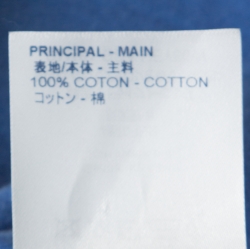 PRINCIPAL - MAIN
表地/本体 - 主料
100% COTON - COTTON
コットン - 棉